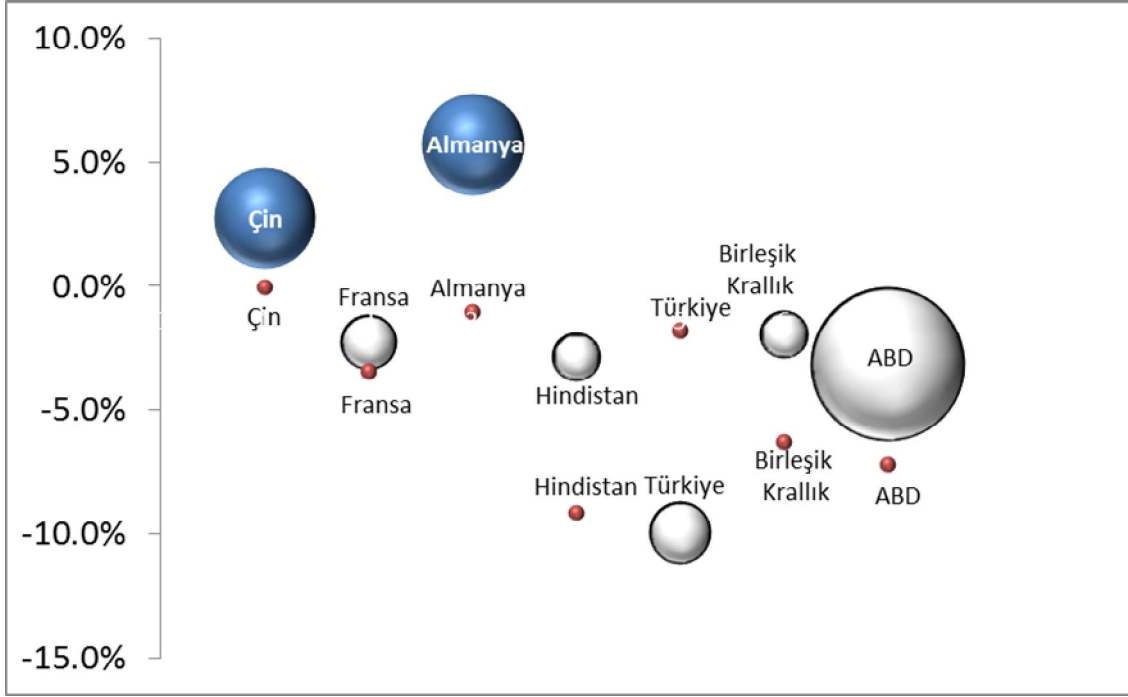 10.0%
5.0%
0.0%
-5.0%
-10.0%
-15.0%
Almanya
Çin
Birleşik
Krallık
Fransa
Almanya
Türkiye
Çin
ABD
Hindistan
Fransa
Birleşik
Krallık
Hindistan
Türkiye
ABD